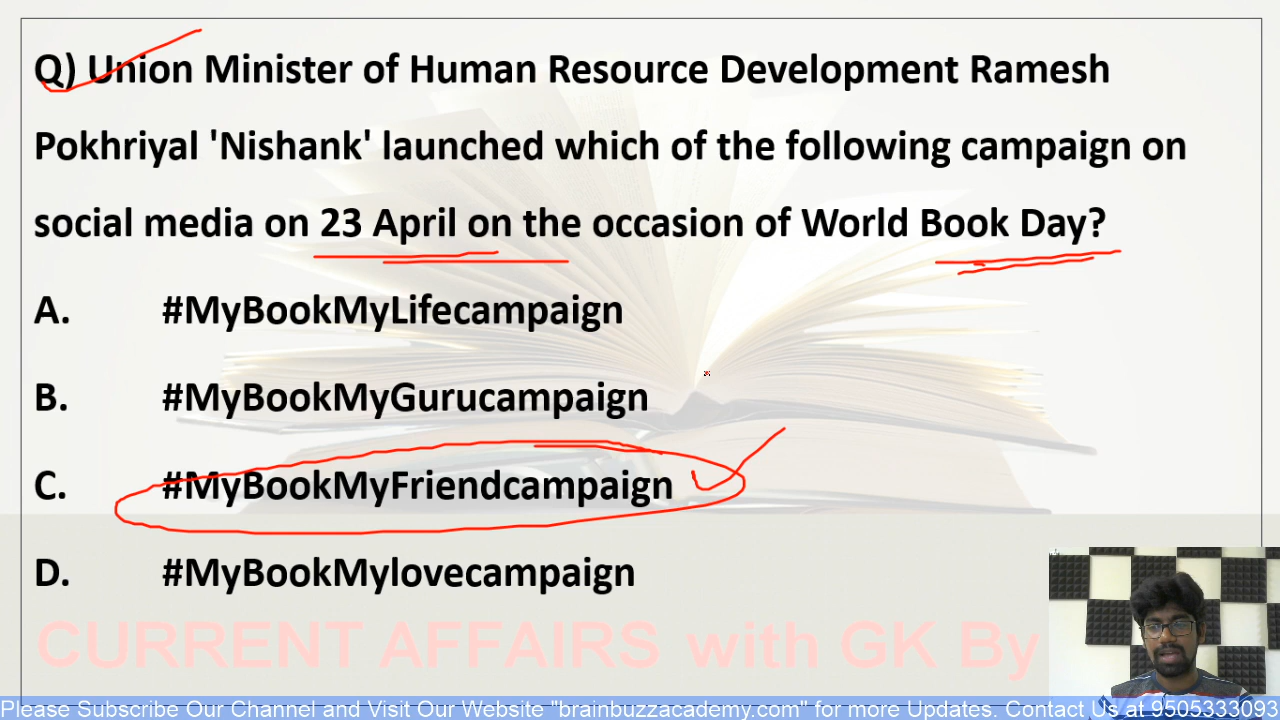 Q) Union Minister of Human Resource Development Ramesh
Pokhriyal 'Nishank' launched which of the following campaign on
social media on 23 April on the occasion of World Book Day?
A. #MyBookMyLifecampaign
B. #MyBookMyGurucampaign
C. #MyBookMyFriendcampaign
D. #MyBookMylovecampaign
CURRENT AFFAIRS with GK By
Please Subscribe Our Channel and Visit Our Website "brainbuzzacademy.com" for more Updates. Contact Us at 9505333093